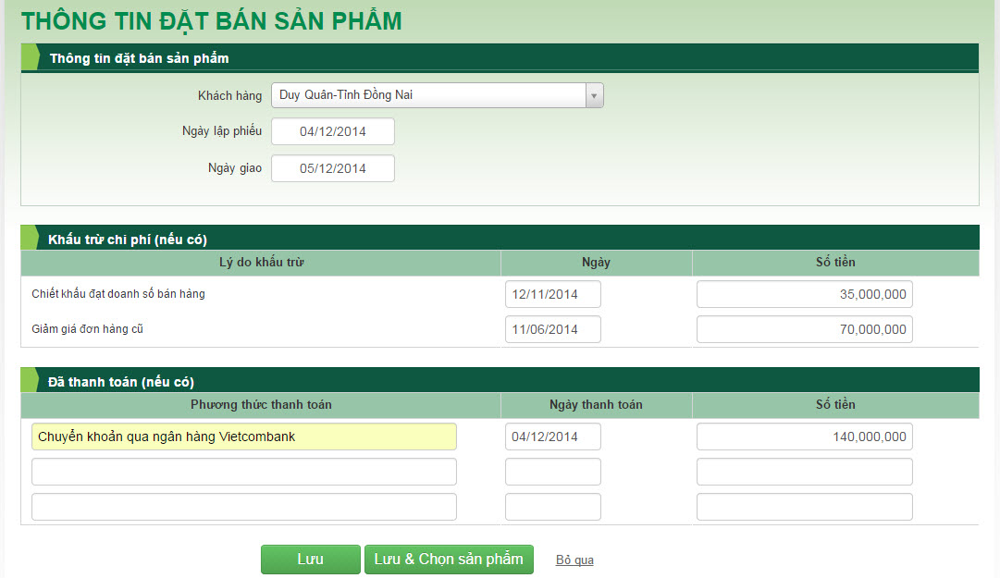 THÔNG TIN ĐẶT BÁN SẢN PHẨM
Thông tin đặt bán sản phẩm
Khách hàng Duy Quân-Tỉnh Đồng Nai
Ngày lập phiếu 04/12/2014
Ngày giao 05/12/2014
Khấu trừ chi phí (nếu có)
Lý do khấu trừ Ngày Số tiền
Chiết khấu đạt doanh số bán hàng 12/11/2014 35,000,000
Giảm giá đơn hàng cũ 11/06/2014 70,000,000
Đã thanh toán (nếu có)
Phương thức thanh toán Ngày thanh toán Số tiền
Chuyển khoản qua ngân hàng Vietcombank 04/12/2014 140,000,000
Lưu Lưu & Chọn sản phẩm Bỏ qua